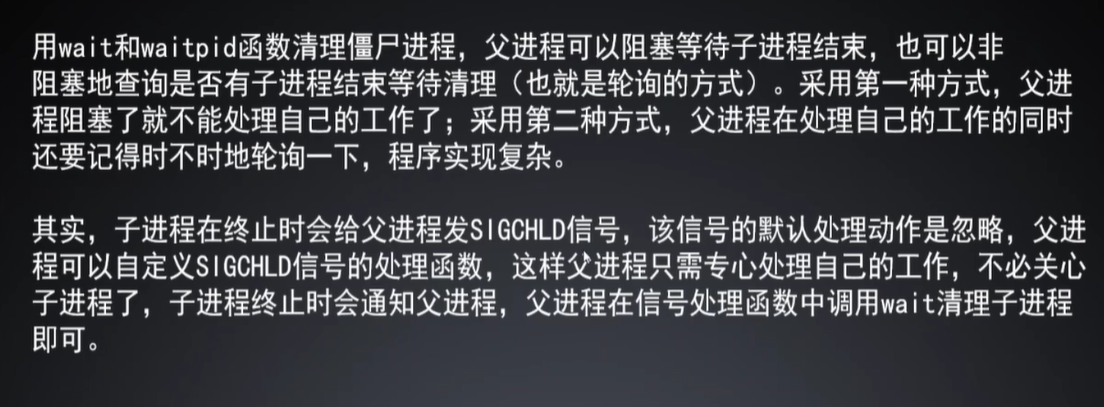 用wait和waitpid函数清理僵尸进程，父进程可以阻塞等待子进程结束，也可以非
阻塞地查询是否有子进程结束等待清理（也就是轮询的方式）。采用第一种方式，父进
程阻塞了就不能处理自己的工作了；采用第二种方式，父进程在处理自己的工作的同时
还要记得时不时地轮询一下，程序实现复杂。
其实，子进程在终止时会给父进程发SIGCHLD信号，该信号的默认处理动作是忽略，父进
程可以自定义SIGCHLD信号的处理函数，这样父进程只需专心处理自己的工作，不必关心
子进程了，子进程终止时会通知父进程，父进程在信号处理函数中调用wait清理子进程
即可。